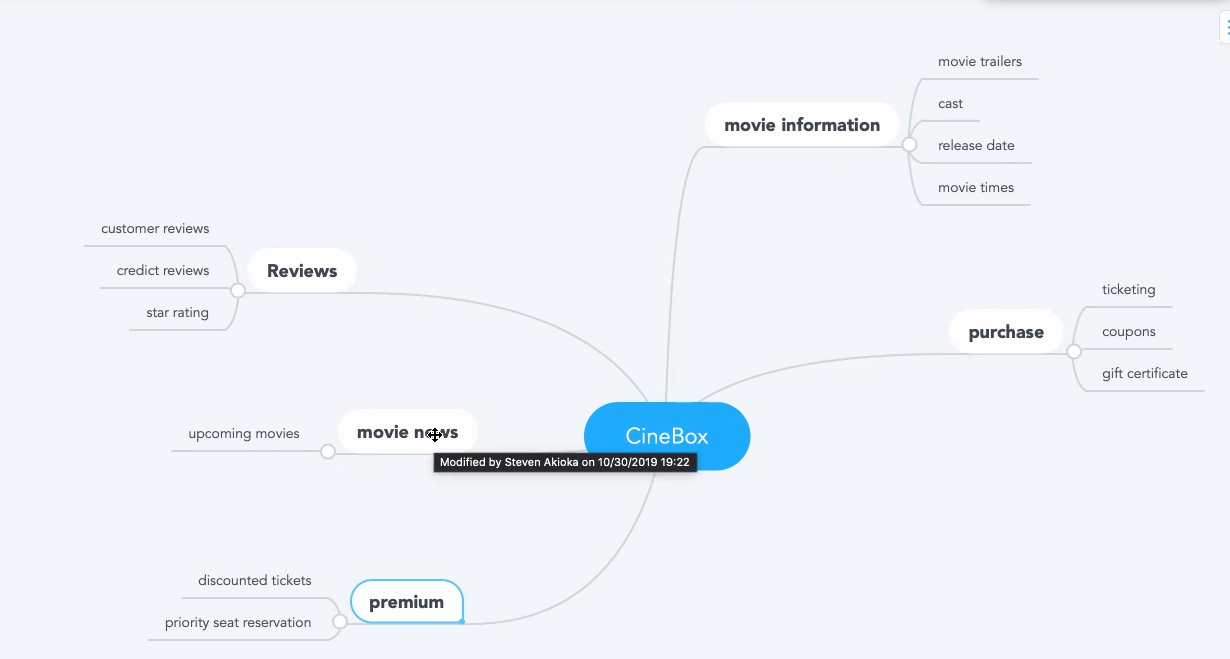 movie trailers
movie information
cast
release date
movie times
customer reviews
Reviews
credict reviews
star rating
ticketing
purchase
coupons
gift certificate
upcoming movies
movie news
CineBox
Modified by Steven Akioka on 10/30/2019 19:22
discounted tickets
premium
priority seat reservation